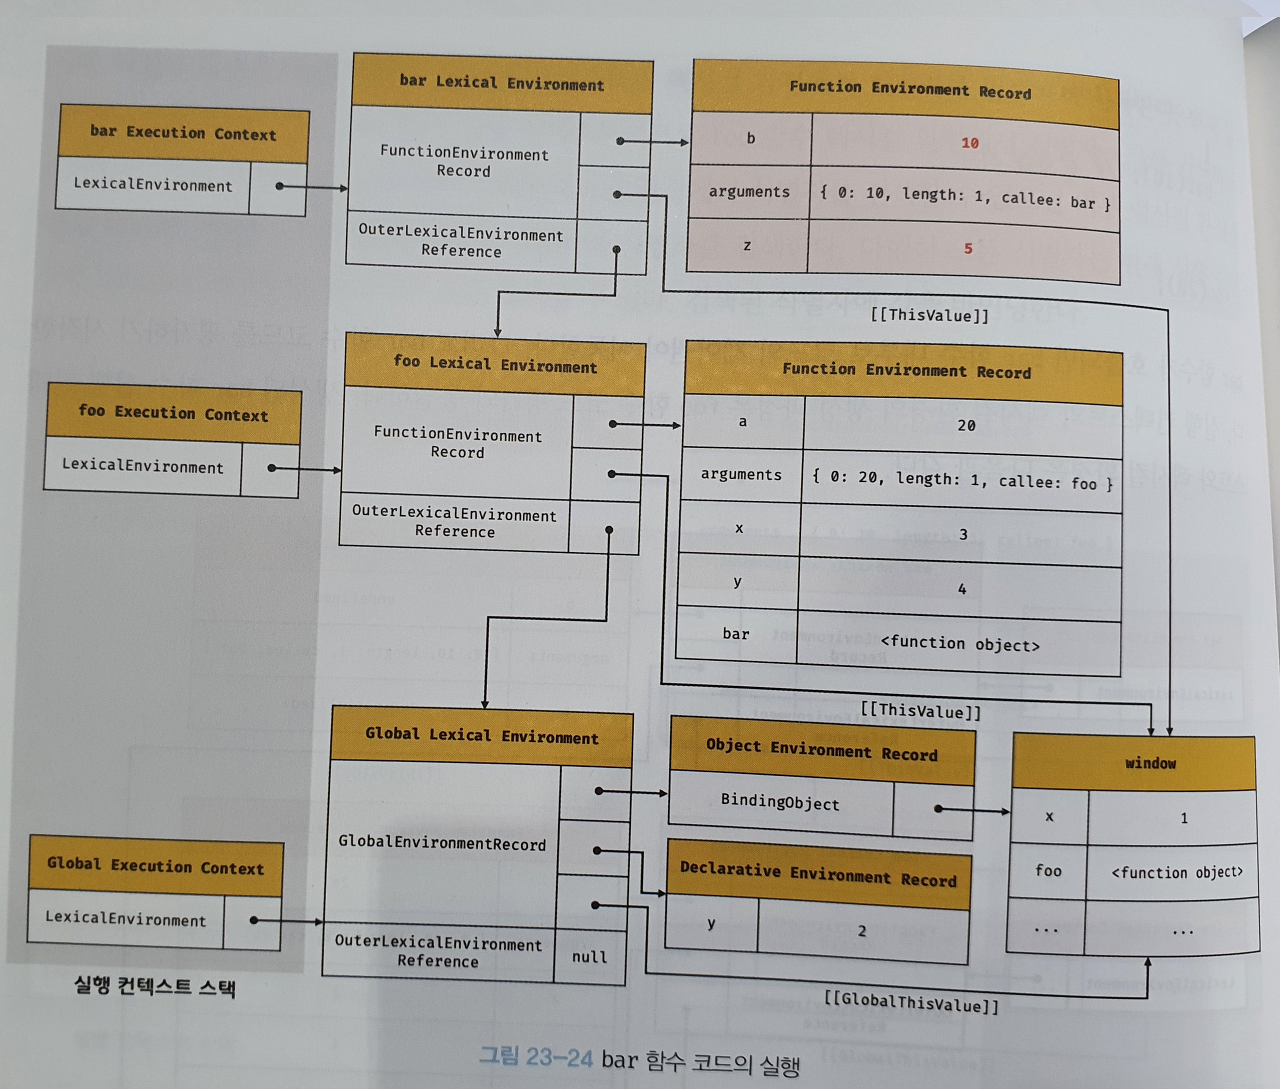 bar Execution Context
LexicalEnvironment
bar Lexical Environment
FunctionEnvironment
Record
OuterLexicalEnvironment
Reference
Function Environment Record
b
10
arguments
{ 0: 10, length: 1, callee: bar }
z
5
[[ThisValue]]
foo Execution Context
LexicalEnvironment
foo Lexical Environment
FunctionEnvironment
Record
OuterLexicalEnvironment
Reference
Function Environment Record
a
20
arguments
{ 0: 20, length: 1, callee: foo }
x
3
y
4
bar
<function object>
[[ThisValue]]
Global Execution Context
LexicalEnvironment
Global Lexical Environment
GlobalEnvironmentRecord
OuterLexicalEnvironment
Reference
null
Object Environment Record
BindingObject
Declarative Environment Record
y
2
window
x
1
foo
<function object>
...
...
[[GlobalThisValue]]
실행 컨텍스트 스택
그림 23-24 bar 함수 코드의 실행